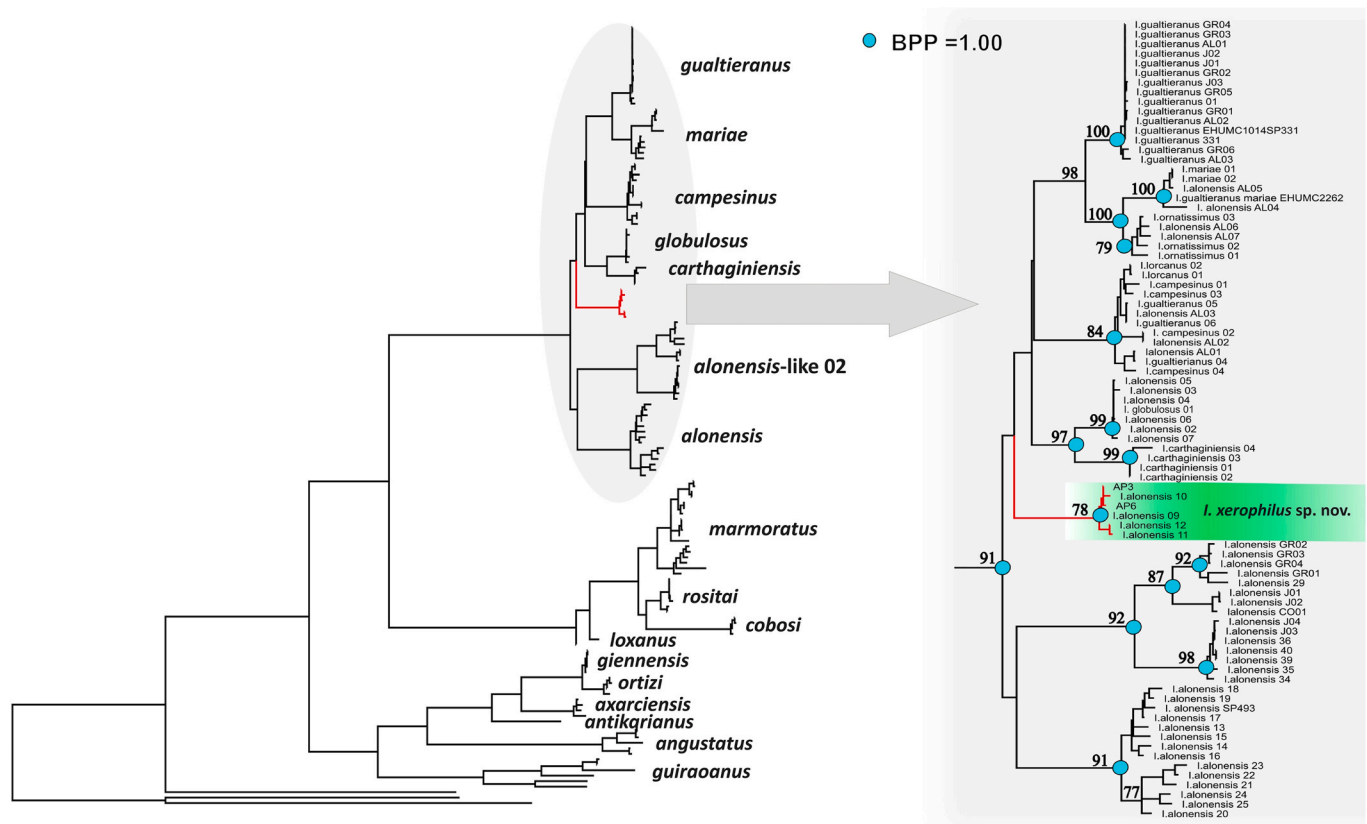 gualtieranus
mariae
campesinus
globulosus
carthaginiensis
alonensis-like 02
alonensis
marmoratus
rositai
cobosi
loxanus
giennensis
ortizi
axarciensis
antikarianus
angustatus
guiraoanus
BPP =1.00
I.gualtieranus GR04
I.gualtieranus GR03
I.gualtieranus AL01
I.gualtieranus J02
I.gualtieranus J01
I.gualtieranus GR02
I.gualtieranus J03
I.gualtieranus GR05
I.gualtieranus 01
I.gualtieranus GR01
I.gualtieranus AL02
I.gualtieranus EHUMC1014SP331
100
I.gualtieranus 331
I.gualtieranus GR06
I.gualtieranus AL03
98
I.mariae 01
I.mariae 02
100
I.alonensis AL05
I.gualtieranus mariae EHUMC2262
I. alonensis AL04
100
I.ornatissimus 03
I.alonensis AL06
I.alonensis AL07
79
I.ornatissimus 02
I.ornatissimus 01
I.lorcanus 02
I.lorcanus 01
I.campesinus 01
I.campesinus 03
I.gualtieranus 05
I.alonensis AL03
I.gualtieranus 06
84
I. campesinus 02
Ialonensis AL02
Ialonensis AL01
I.gualtierianus 04
I.campesinus 04
I.alonensis 05
I.alonensis 03
I.alonensis 04
I. globulosus 01
99
I.alonensis 06
I.alonensis 02
97
I.alonensis 07
I.carthaginiensis 04
99
I.carthaginiensis 03
I.carthaginiensis 01
I.carthaginiensis 02
AP3
I.alonensis 10
AP6
78
I.alonensis 09
I.alonensis 12
I.alonensis 11
I. xerophilus sp. nov.
91
I.alonensis GR02
I.alonensis GR03
92
I.alonensis GR04
I.alonensis GR01
87
I.alonensis 29
I.alonensis J01
I.alonensis J02
Ialonensis CO01
92
I.alonensis J04
I.alonensis J03
I.alonensis 36
I.alonensis 40
98
I.alonensis 39
I.alonensis 35
I.alonensis 34
I.alonensis 18
I.alonensis 19
I. alonensis SP493
I.alonensis 17
I.alonensis 13
I.alonensis 15
I.alonensis 14
I.alonensis 16
91
I.alonensis 23
I.alonensis 22
I.alonensis 21
77
I.alonensis 24
I.alonensis 25
I.alonensis 20